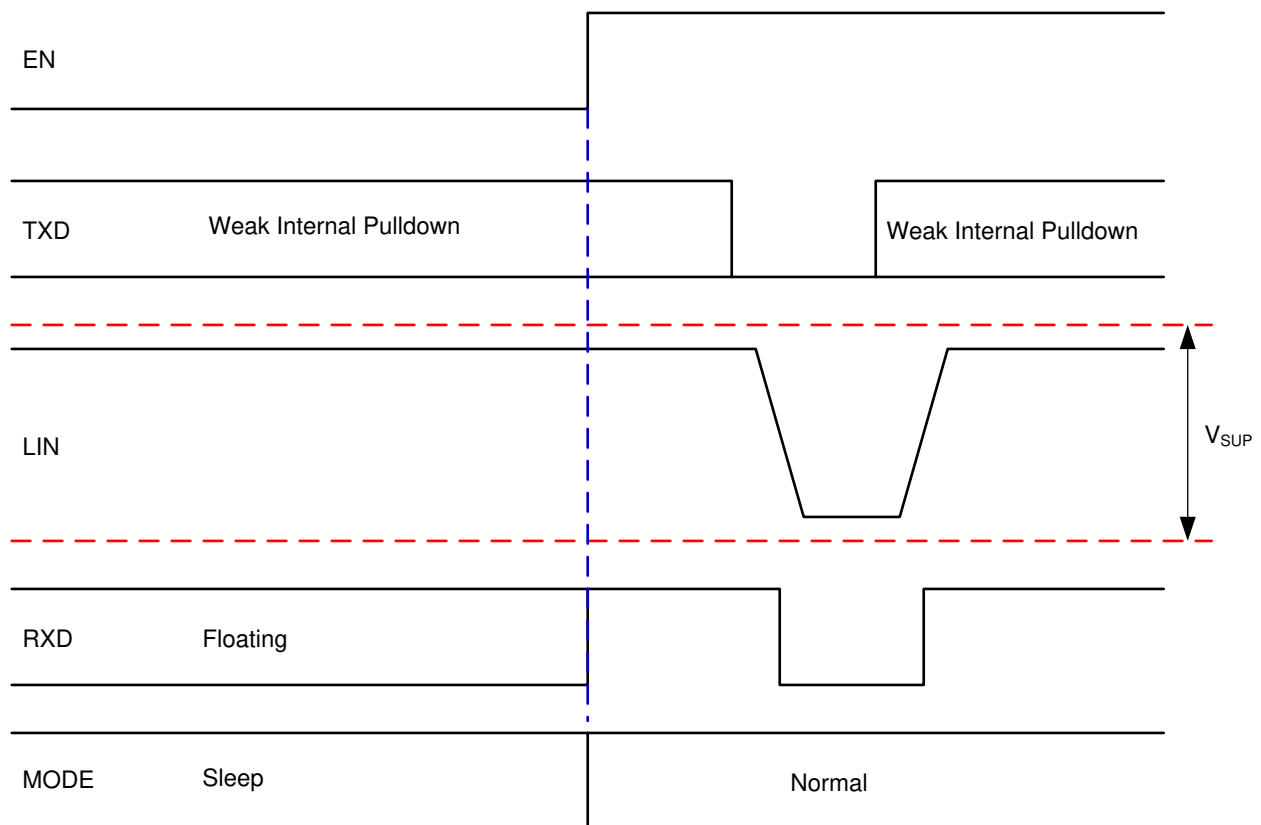 EN
TXD
Weak Internal Pulldown
Weak Internal Pulldown
LIN
VSUP
RXD
Floating
MODE
Sleep
Normal